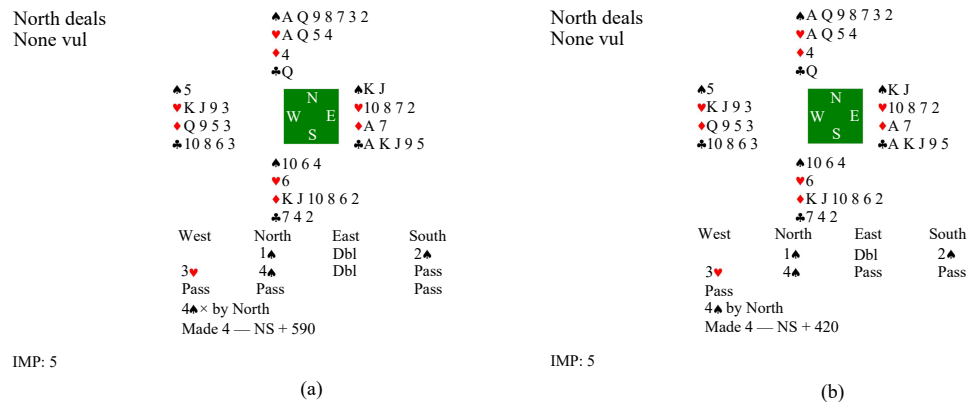 North deals
None vul
♠A Q 9 8 7 3 2
♥A Q 5 4
♦4
♣Q
♠5
♥K J 9 3
♦Q 9 5 3
♣10 8 6 3
N
W E
S
♠K J
♥10 8 7 2
♦A 7
♣A K J 9 5
♠10 6 4
♥6
♦K J 10 8 6 2
♣7 4 2
West North East South
1♠ Dbl 2♠
3♥ 4♠ Dbl Pass
Pass Pass Pass
4♠× by North
Made 4 — NS + 590
IMP: 5
(a)
North deals
None vul
♠A Q 9 8 7 3 2
♥A Q 5 4
♦4
♣Q
♠5
♥K J 9 3
♦Q 9 5 3
♣10 8 6 3
N
W E
S
♠K J
♥10 8 7 2
♦A 7
♣A K J 9 5
♠10 6 4
♥6
♦K J 10 8 6 2
♣7 4 2
West North East South
1♠ Dbl 2♠
3♥ 4♠ Pass Pass
Pass
4♠ by North
Made 4 — NS + 420
IMP: 5
(b)